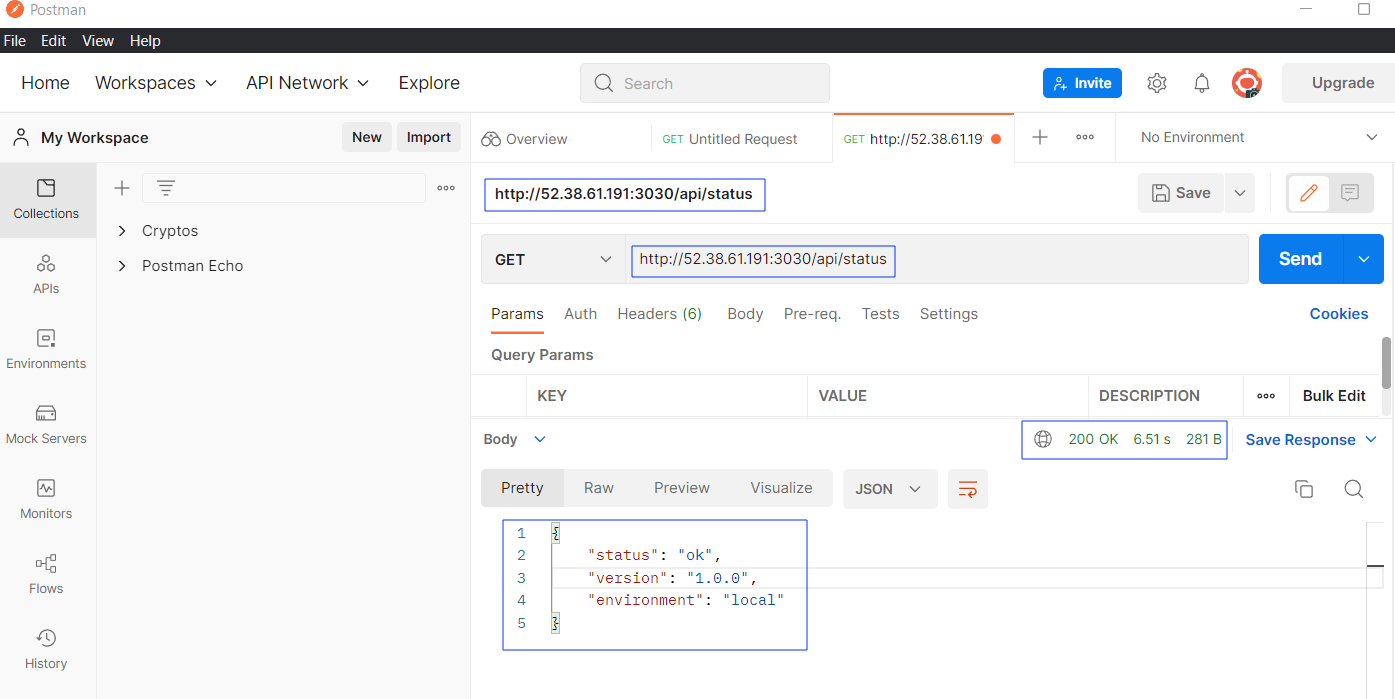 Postman
File Edit View Help
Home Workspaces API Network Explore Search Invite Upgrade
My Workspace New Import Overview GET Untitled Request GET http://52.38.61.19 No Environment
Collections
APIs
Environments
Mock Servers
Monitors
Flows
History
Cryptos
Postman Echo
http://52.38.61.191:3030/api/status Save
GET http://52.38.61.191:3030/api/status Send
Params Auth Headers (6) Body Pre-req. Tests Settings Cookies
Query Params
KEY VALUE DESCRIPTION Bulk Edit
Body 200 OK 6.51 s 281 B Save Response
Pretty Raw Preview Visualize JSON
1 {
2 "status": "ok",
3 "version": "1.0.0",
4 "environment": "local"
5 }